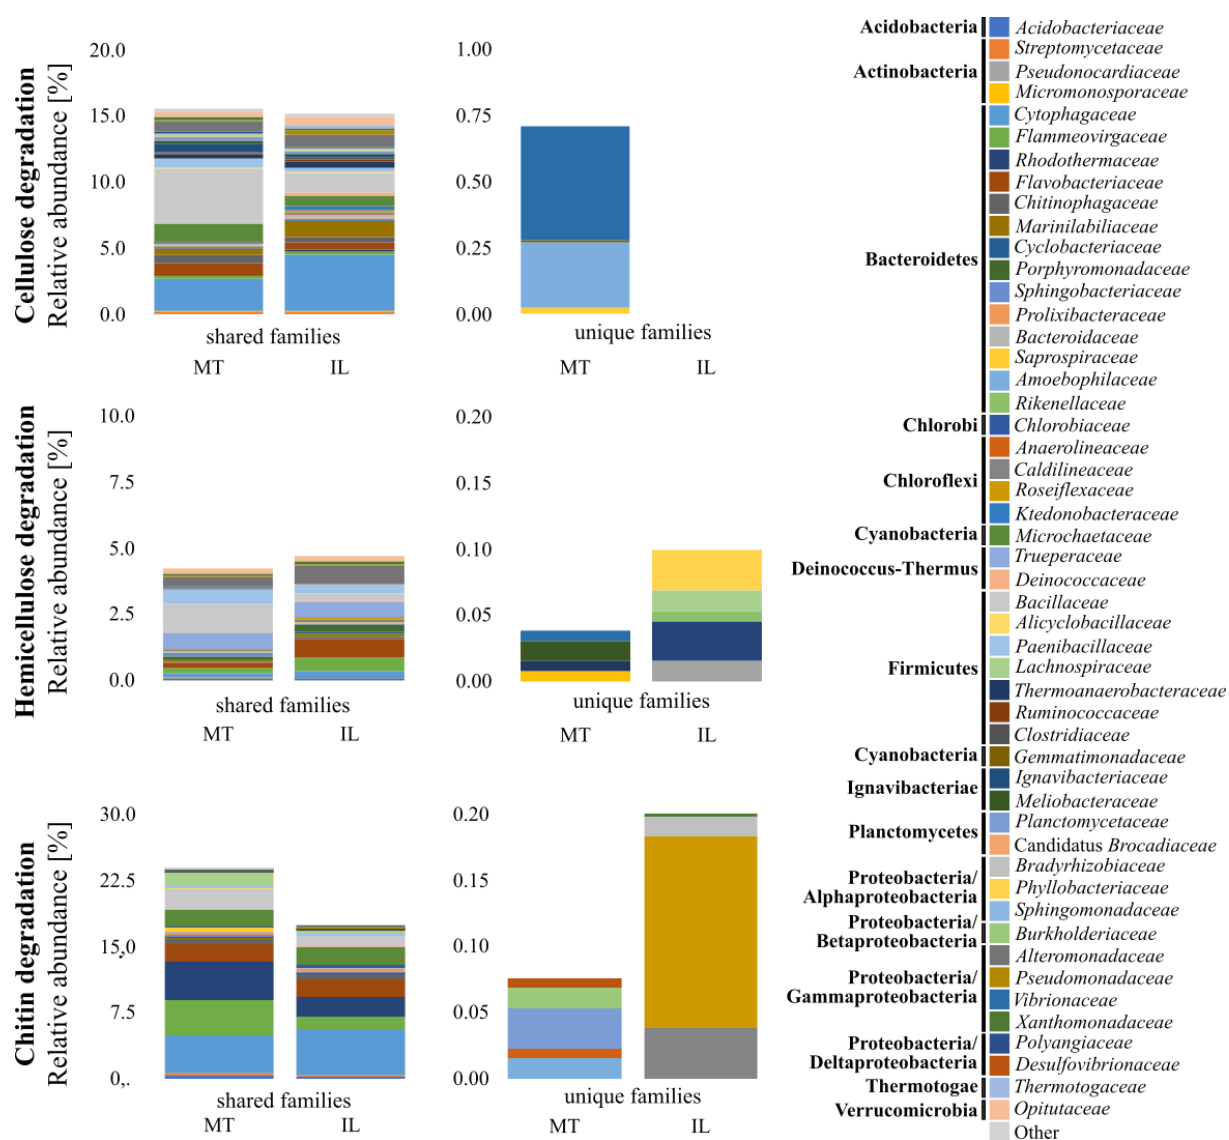 Cellulose degradation
Relative abundance [%]
20.0
15.0
10.0
5.0
0.0
shared families
MT
IL
1.00
0.75
0.50
0.25
0.00
unique families
MT
IL
Hemicellulose degradation
Relative abundance [%]
10.0
7.5
5.0
2.5
0.0
shared families
MT
IL
0.20
0.15
0.10
0.05
0.00
unique families
MT
IL
Chitin degradation
Relative abundance [%]
30.0
22.5
15.0
7.5
0,.
shared families
MT
IL
0.20
0.15
0.10
0.05
0.00
unique families
MT
IL
Acidobacteria
Acidobacteriaceae
Actinobacteria
Streptomycetaceae
Pseudonocardiaceae
Micromonosporaceae
Bacteroidetes
Cytophagaceae
Flammeovirgaceae
Rhodothermaceae
Flavobacteriaceae
Chitinophagaceae
Marinilabiliaceae
Cyclobacteriaceae
Porphyromonadaceae
Sphingobacteriaceae
Prolixibacteraceae
Bacteroidaceae
Saprospiraceae
Amoebophilaceae
Rikenellaceae
Chlorobi
Chlorobiaceae
Chloroflexi
Anaerolineaceae
Caldilineaceae
Roseiflexaceae
Ktedonobacteraceae
Cyanobacteria
Microchaetaceae
Deinococcus-Thermus
Trueperaceae
Deinococcaceae
Firmicutes
Bacillaceae
Alicyclobacillaceae
Paenibacillaceae
Lachnospiraceae
Thermoanaerobacteraceae
Ruminococcaceae
Clostridiaceae
Cyanobacteria
Gemmatimonadaceae
Ignavibacteriae
Ignavibacteriaceae
Meliobacteraceae
Planctomycetes
Planctomycetaceae
Candidatus Brocadiaceae
Proteobacteria/
Alphaproteobacteria
Bradyrhizobiaceae
Phyllobacteriaceae
Sphingomonadaceae
Proteobacteria/
Betaproteobacteria
Burkholderiaceae
Proteobacteria/
Gammaproteobacteria
Alteromonadaceae
Pseudomonadaceae
Vibrionaceae
Xanthomonadaceae
Proteobacteria/
Deltaproteobacteria
Polyangiaceae
Desulfovibrionaceae
Thermotogae
Thermotogaceae
Verrucomicrobia
Opitutaceae
Other